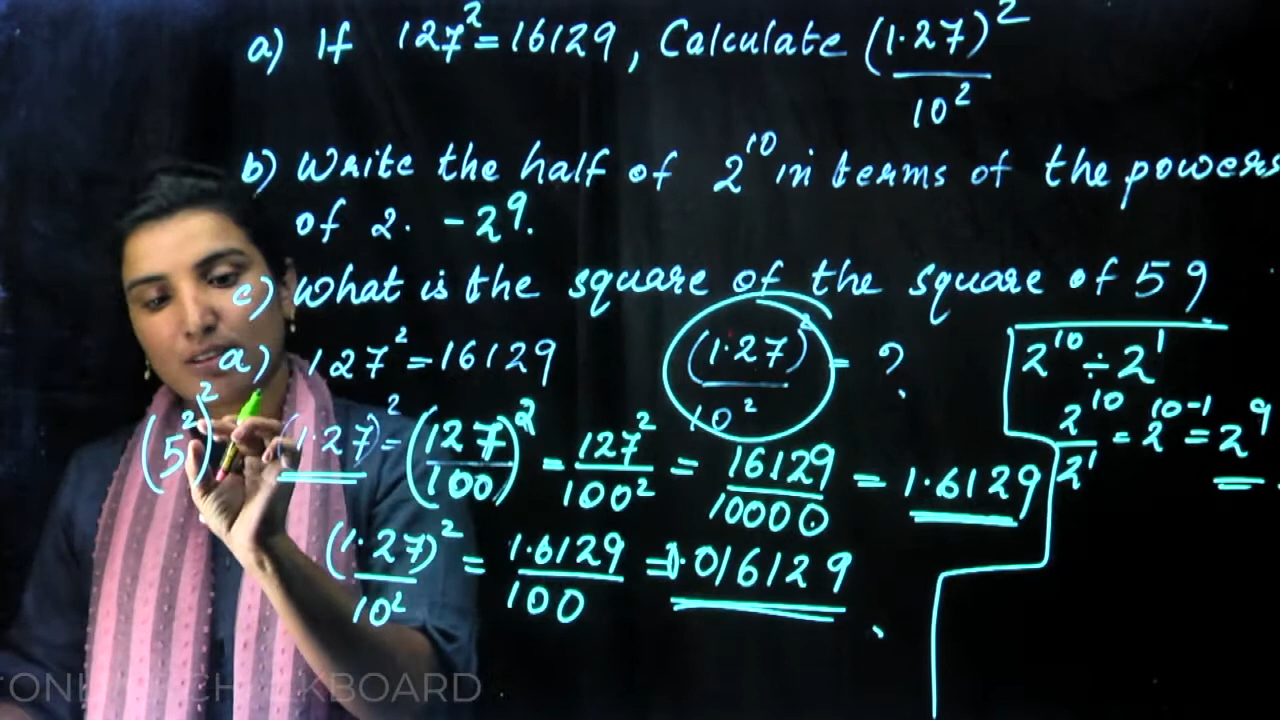 a) If 127² = 16129, Calculate (1.27)²
10²
b) Write the half of 2¹⁰ in terms of the powers
of 2. - 2⁹.
c) What is the square of the square of 5?
a) 127² = 16129
(1.27)² / 10² = ?
2¹⁰ ÷ 2¹
2¹⁰ / 2¹ = 2¹⁰⁻¹ = 2⁹
(5²)²
(1.27)² = (127/100)² = 127²/100² = 16129/10000 = 1.6129
(1.27)²/10² = 1.6129/100 = 0.016129